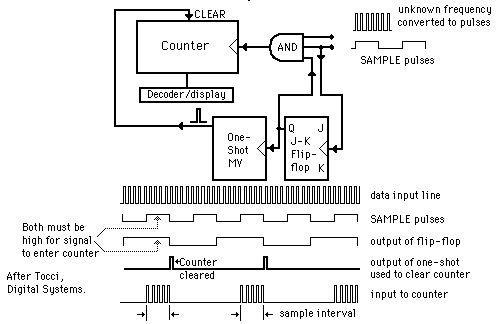 CLEAR
unknown frequency
converted to pulses
Counter
AND
SAMPLE pulses
Decoder/display
One-
Shot
MV
Q J
J-K
Flip-
flop
K
data input line
SAMPLE pulses
Both must be
high for signal
to enter counter
output of flip-flop
Counter
cleared
output of one-shot
used to clear counter
After Tocci,
Digital Systems.
input to counter
sample interval